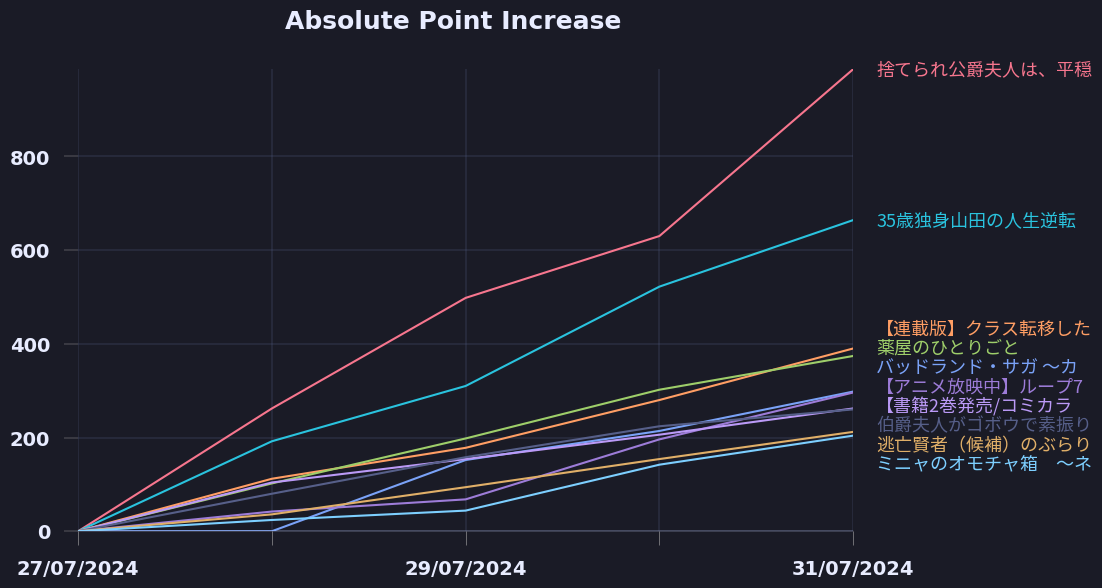 Absolute Point Increase
捨てられ公爵夫人は、平穏
800
35歳独身山田の人生逆転
600
【連載版】クラス転移した
400
薬屋のひとりごと
バッドランド・サガ ～カ
【アニメ放映中】ループ7
【書籍2巻発売/コミカラ
伯爵夫人がゴボウで素振り
200
逃亡賢者（候補）のぶらり
ミニャのオモチャ箱　～ネ
0
27/07/2024
29/07/2024
31/07/2024